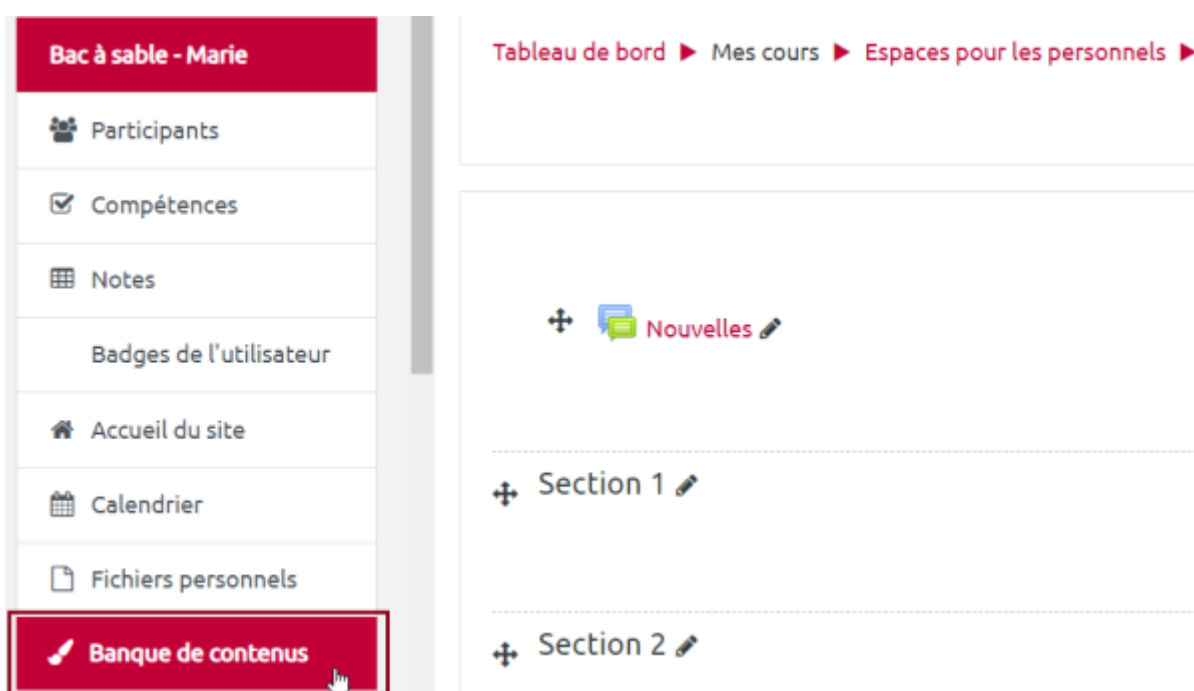 Bac à sable - Marie
Participants
Compétences
Notes
Badges de l'utilisateur
Accueil du site
Calendrier
Fichiers personnels
Banque de contenus
Tableau de bord ► Mes cours ► Espaces pour les personnels ►
Nouvelles
Section 1
Section 2